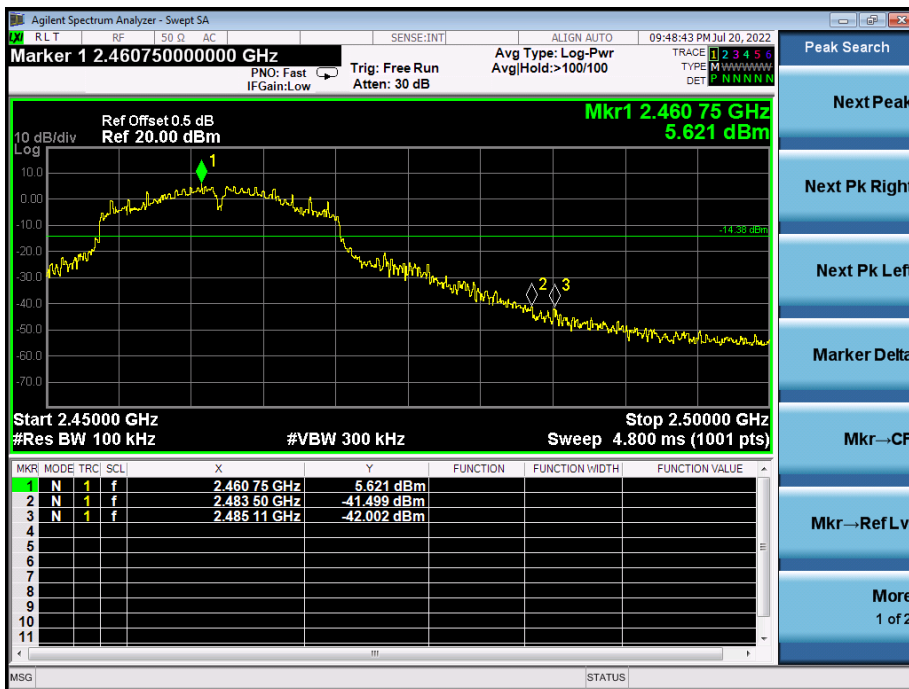 Agilent Spectrum Analyzer - Swept SA
LXI RLT RF 50 Ω AC SENSE:INT ALIGN AUTO 09:48:43 PM Jul 20, 2022
Marker 1 2.460750000000 GHz
PNO: Fast
IFGain:Low
Trig: Free Run
Atten: 30 dB
Avg Type: Log-Pwr
Avg|Hold:>100/100
TRACE 1 2 3 4 5 6
TYPE M W W W W W
DET P N N N N N
Mkr1 2.460 75 GHz
5.621 dBm
Ref Offset 0.5 dB
10 dB/div Ref 20.00 dBm
Log
1
10.0
0.00
-10.0
-14.38 dBm
-20.0
-30.0
2 3
-40.0
-50.0
-60.0
-70.0
Start 2.45000 GHz Stop 2.50000 GHz
#Res BW 100 kHz #VBW 300 kHz Sweep 4.800 ms (1001 pts)
MKR MODE TRC SCL X Y FUNCTION FUNCTION WIDTH FUNCTION VALUE
1 N 1 f 2.460 75 GHz 5.621 dBm
2 N 1 f 2.483 50 GHz -41.499 dBm
3 N 1 f 2.485 11 GHz -42.002 dBm
4
5
6
7
8
9
10
11
MSG STATUS
Peak Search
Next Peak
Next Pk Right
Next Pk Left
Marker Delta
Mkr→CF
Mkr→Ref Lv
More
1 of 2